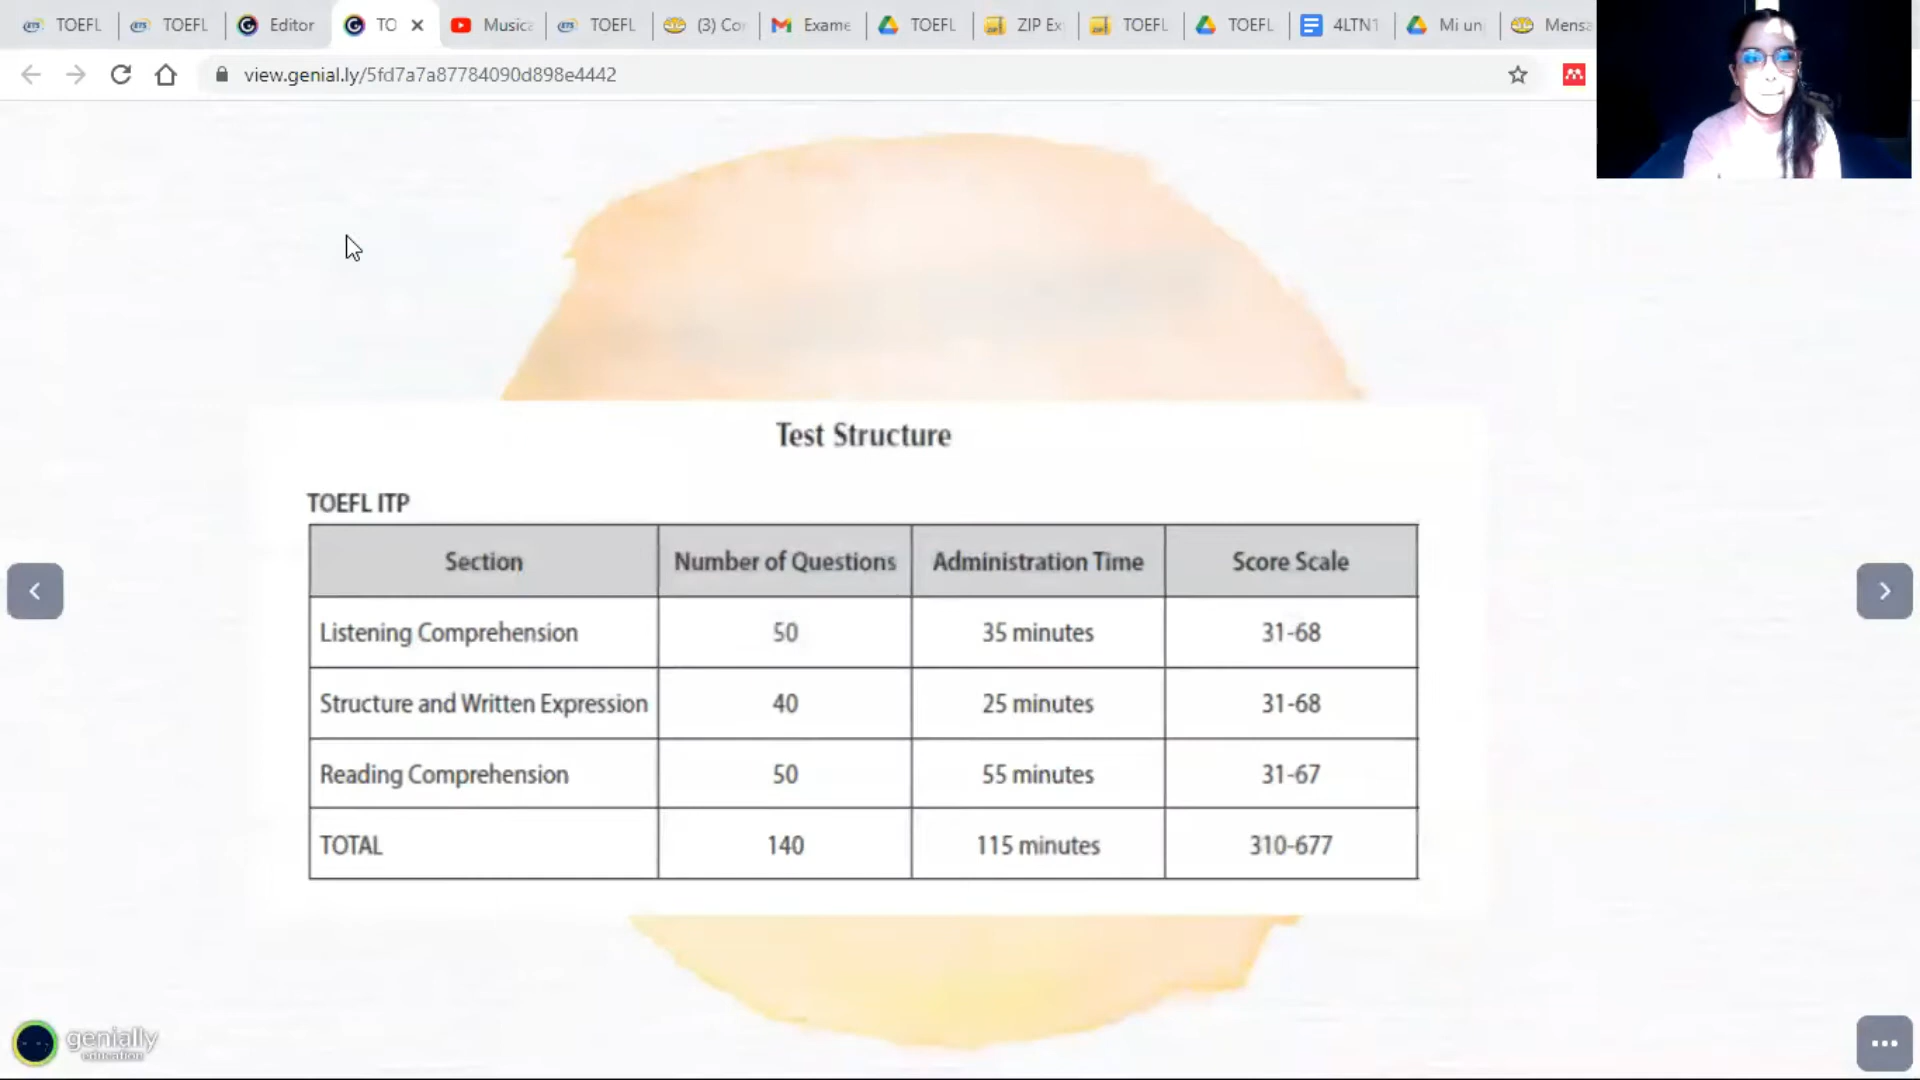 TOEFL TOEFL Editor TO Music TOEFL (3) Co Exame TOEFL ZIP Ex TOEFL TOEFL 4LTN1 Mi un Mensa
view.genial.ly/5fd7a7a87784090d898e4442
Test Structure
TOEFL ITP
Section Number of Questions Administration Time Score Scale
Listening Comprehension 50 35 minutes 31-68
Structure and Written Expression 40 25 minutes 31-68
Reading Comprehension 50 55 minutes 31-67
TOTAL 140 115 minutes 310-677
genially
education